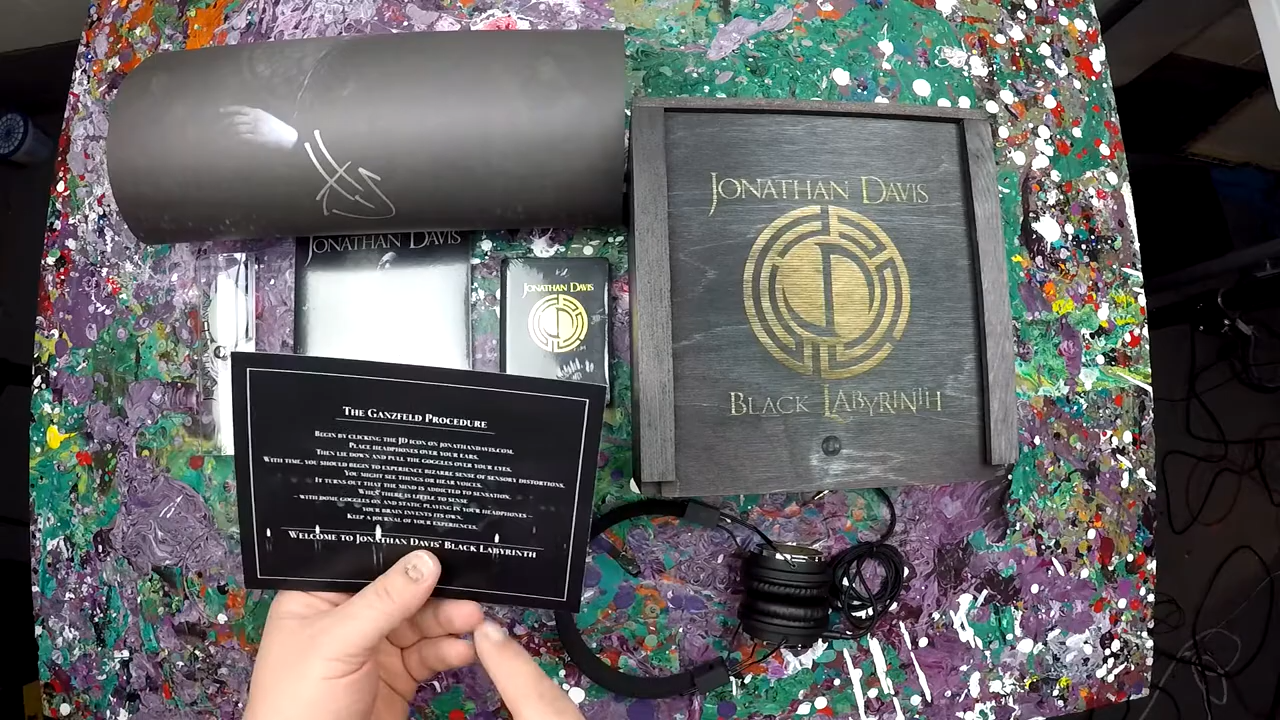 JONATHAN DAVIS
BLACK LABYRINTH
JONATHAN DAVIS
JONATHAN DAVIS
THE GANZFELD PROCEDURE
BEGIN BY CLICKING THE JD ICON ON JONATHANDAVIS.COM.
PLACE HEADPHONES OVER YOUR EARS.
THEN LIE DOWN AND PULL THE GOGGLES OVER YOUR EYES.
WITH TIME, YOU SHOULD BEGIN TO EXPERIENCE BIZARRE SENSE OF SENSORY DISTORTIONS.
YOU MIGHT SEE THINGS OR HEAR VOICES.
IT TURNS OUT THAT THE MIND IS ADDICTED TO SENSATION.
WHEN THERE IS LITTLE TO SENSE
– WITH DOME GOGGLES ON AND STATIC PLAYING IN YOUR HEADPHONES –
YOUR BRAIN INVENTS ITS OWN.
KEEP A JOURNAL OF YOUR EXPERIENCES.
WELCOME TO JONATHAN DAVIS' BLACK LABYRINTH